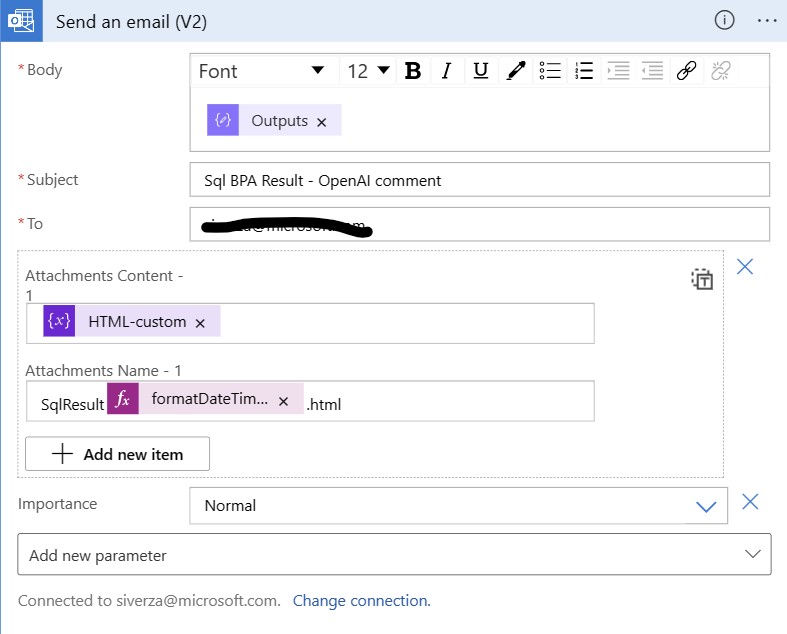 Send an email (V2)
* Body
Font 12 B I U
Outputs
* Subject
Sql BPA Result - OpenAI comment
* To
Attachments Content -
1
HTML-custom
Attachments Name - 1
SqlResult formatDateTim... .html
Add new item
Importance
Normal
Add new parameter
Connected to siverza@microsoft.com. Change connection.